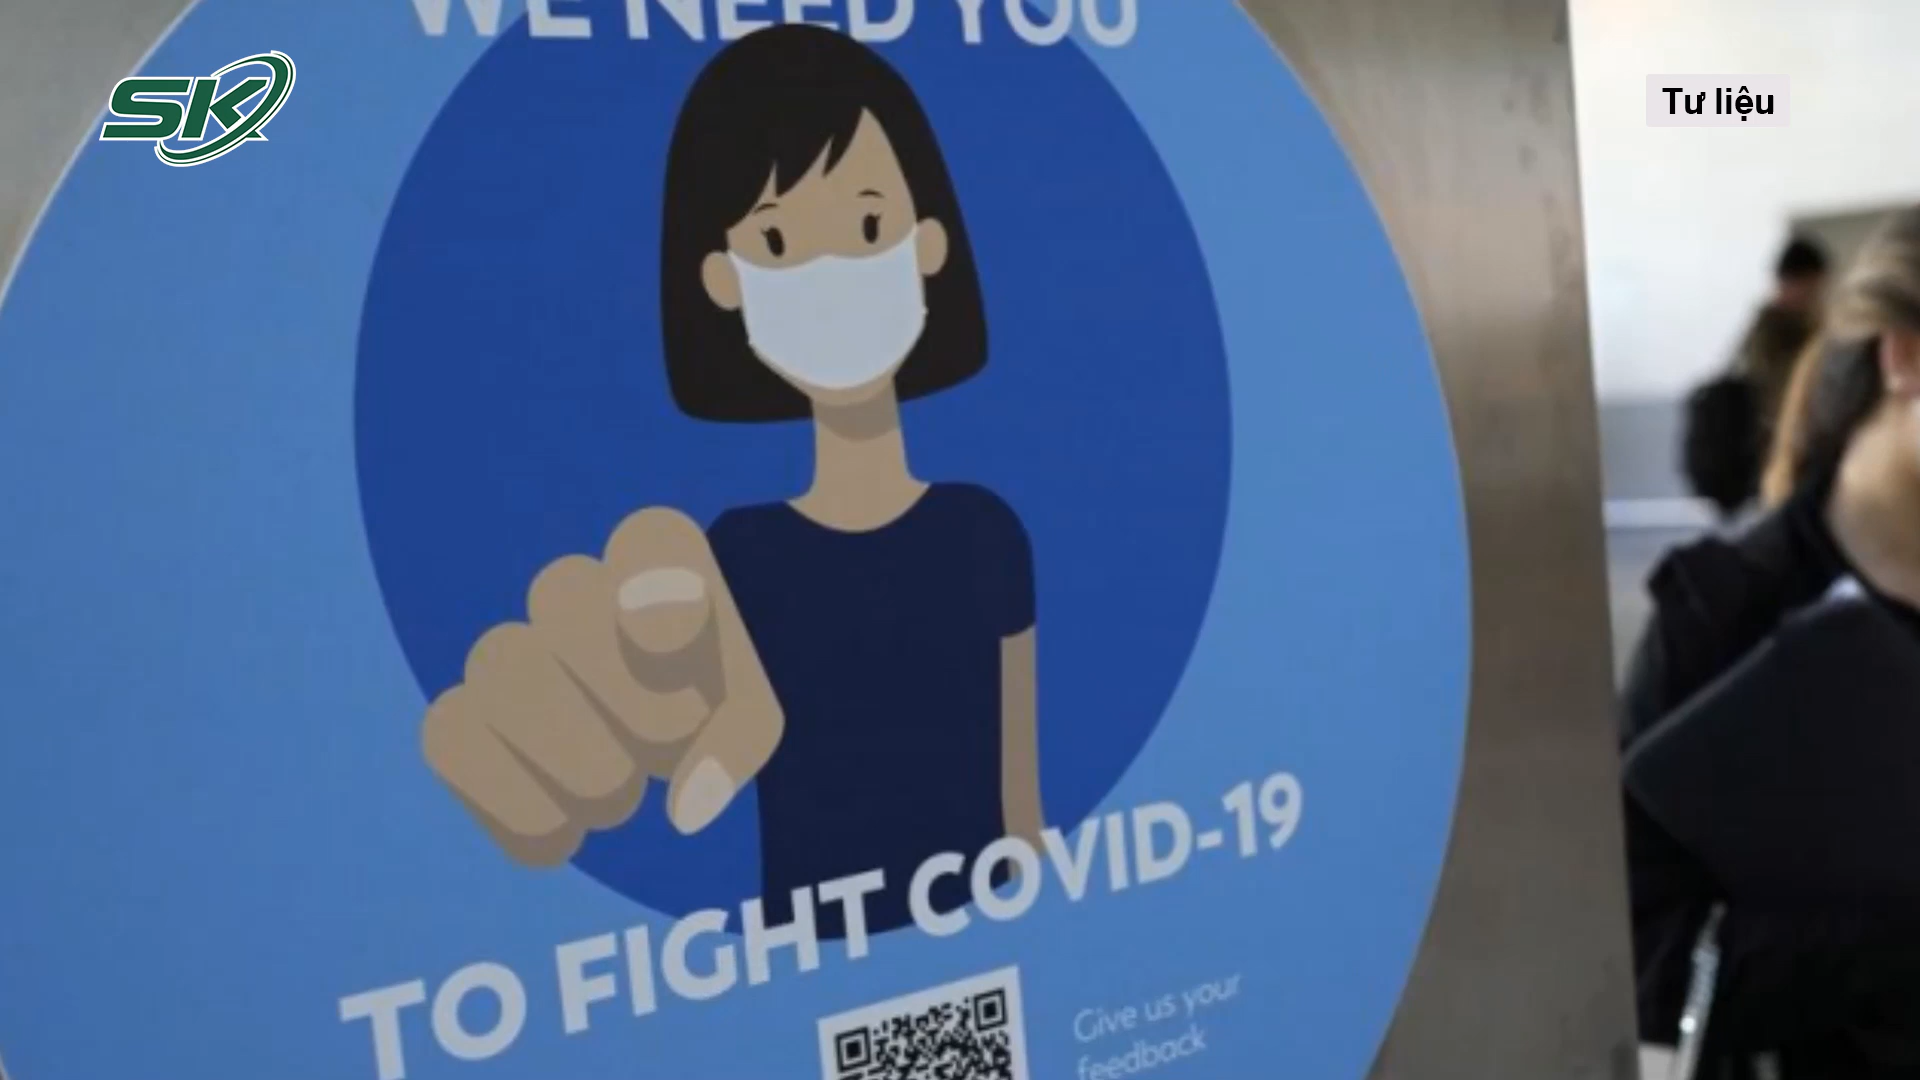 WE NEED YOU
SK
Tư liệu
TO FIGHT COVID-19
Give us your
feedback